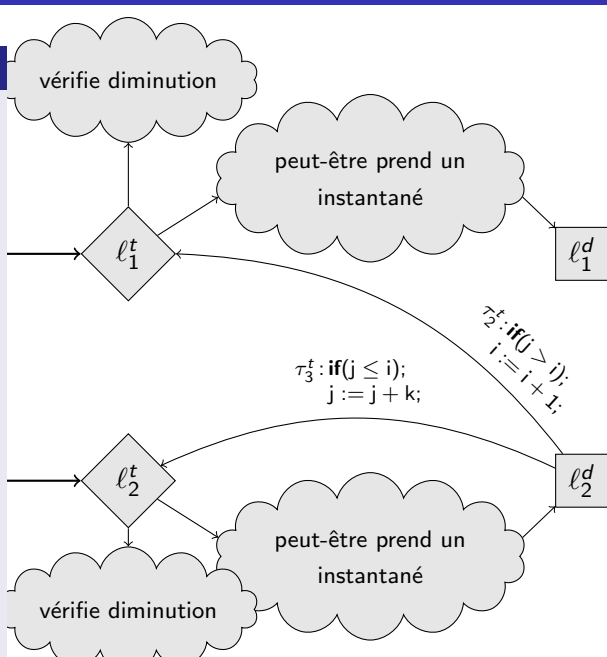 vérifie diminution
peut-être prend un
instantané
ℓ₁ᵗ
ℓ₁ᵈ
τ₂ᵗ: if(j > i);
i := i + 1;
τ₃ᵗ: if(j ≤ i);
j := j + k;
ℓ₂ᵗ
ℓ₂ᵈ
peut-être prend un
instantané
vérifie diminution